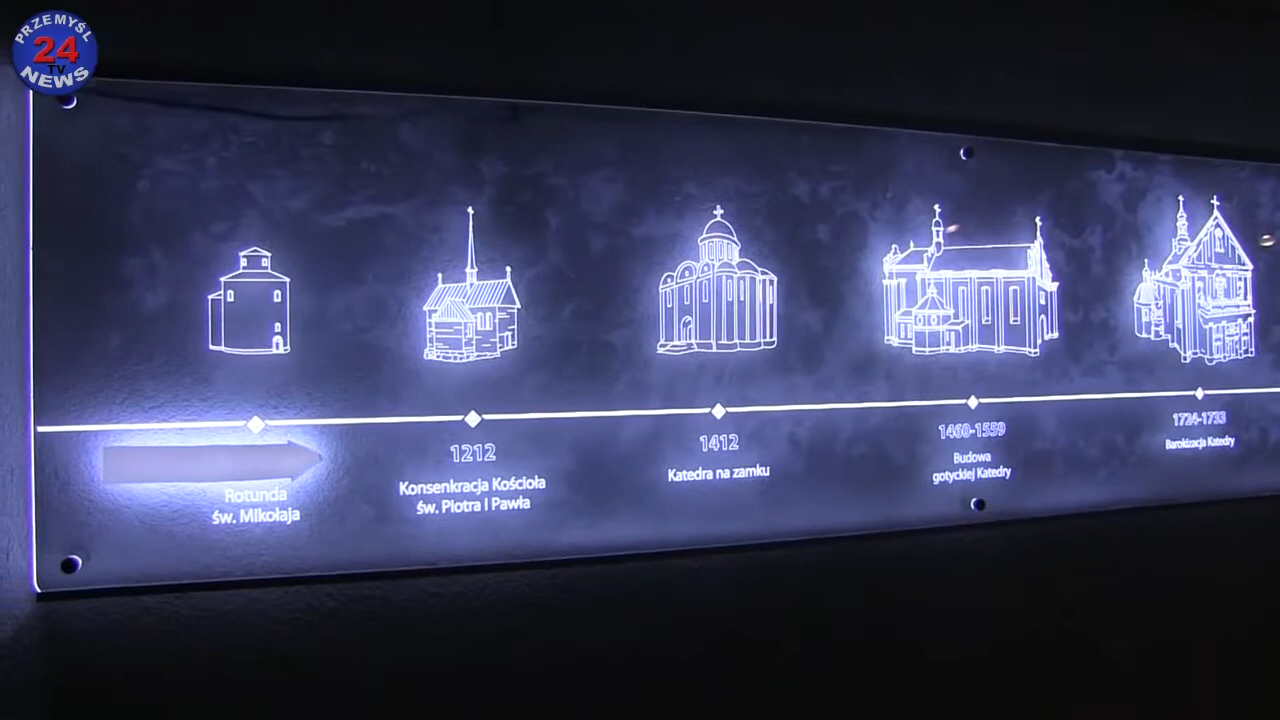 PRZEMYŚL
24
TV
NEWS
Rotunda
św. Mikołaja
1212
Konsenkracja Kościoła
św. Piotra i Pawła
1412
Katedra na zamku
1460-1559
Budowa
gotyckiej Katedry
1724-1733
Barokizacja Katedry